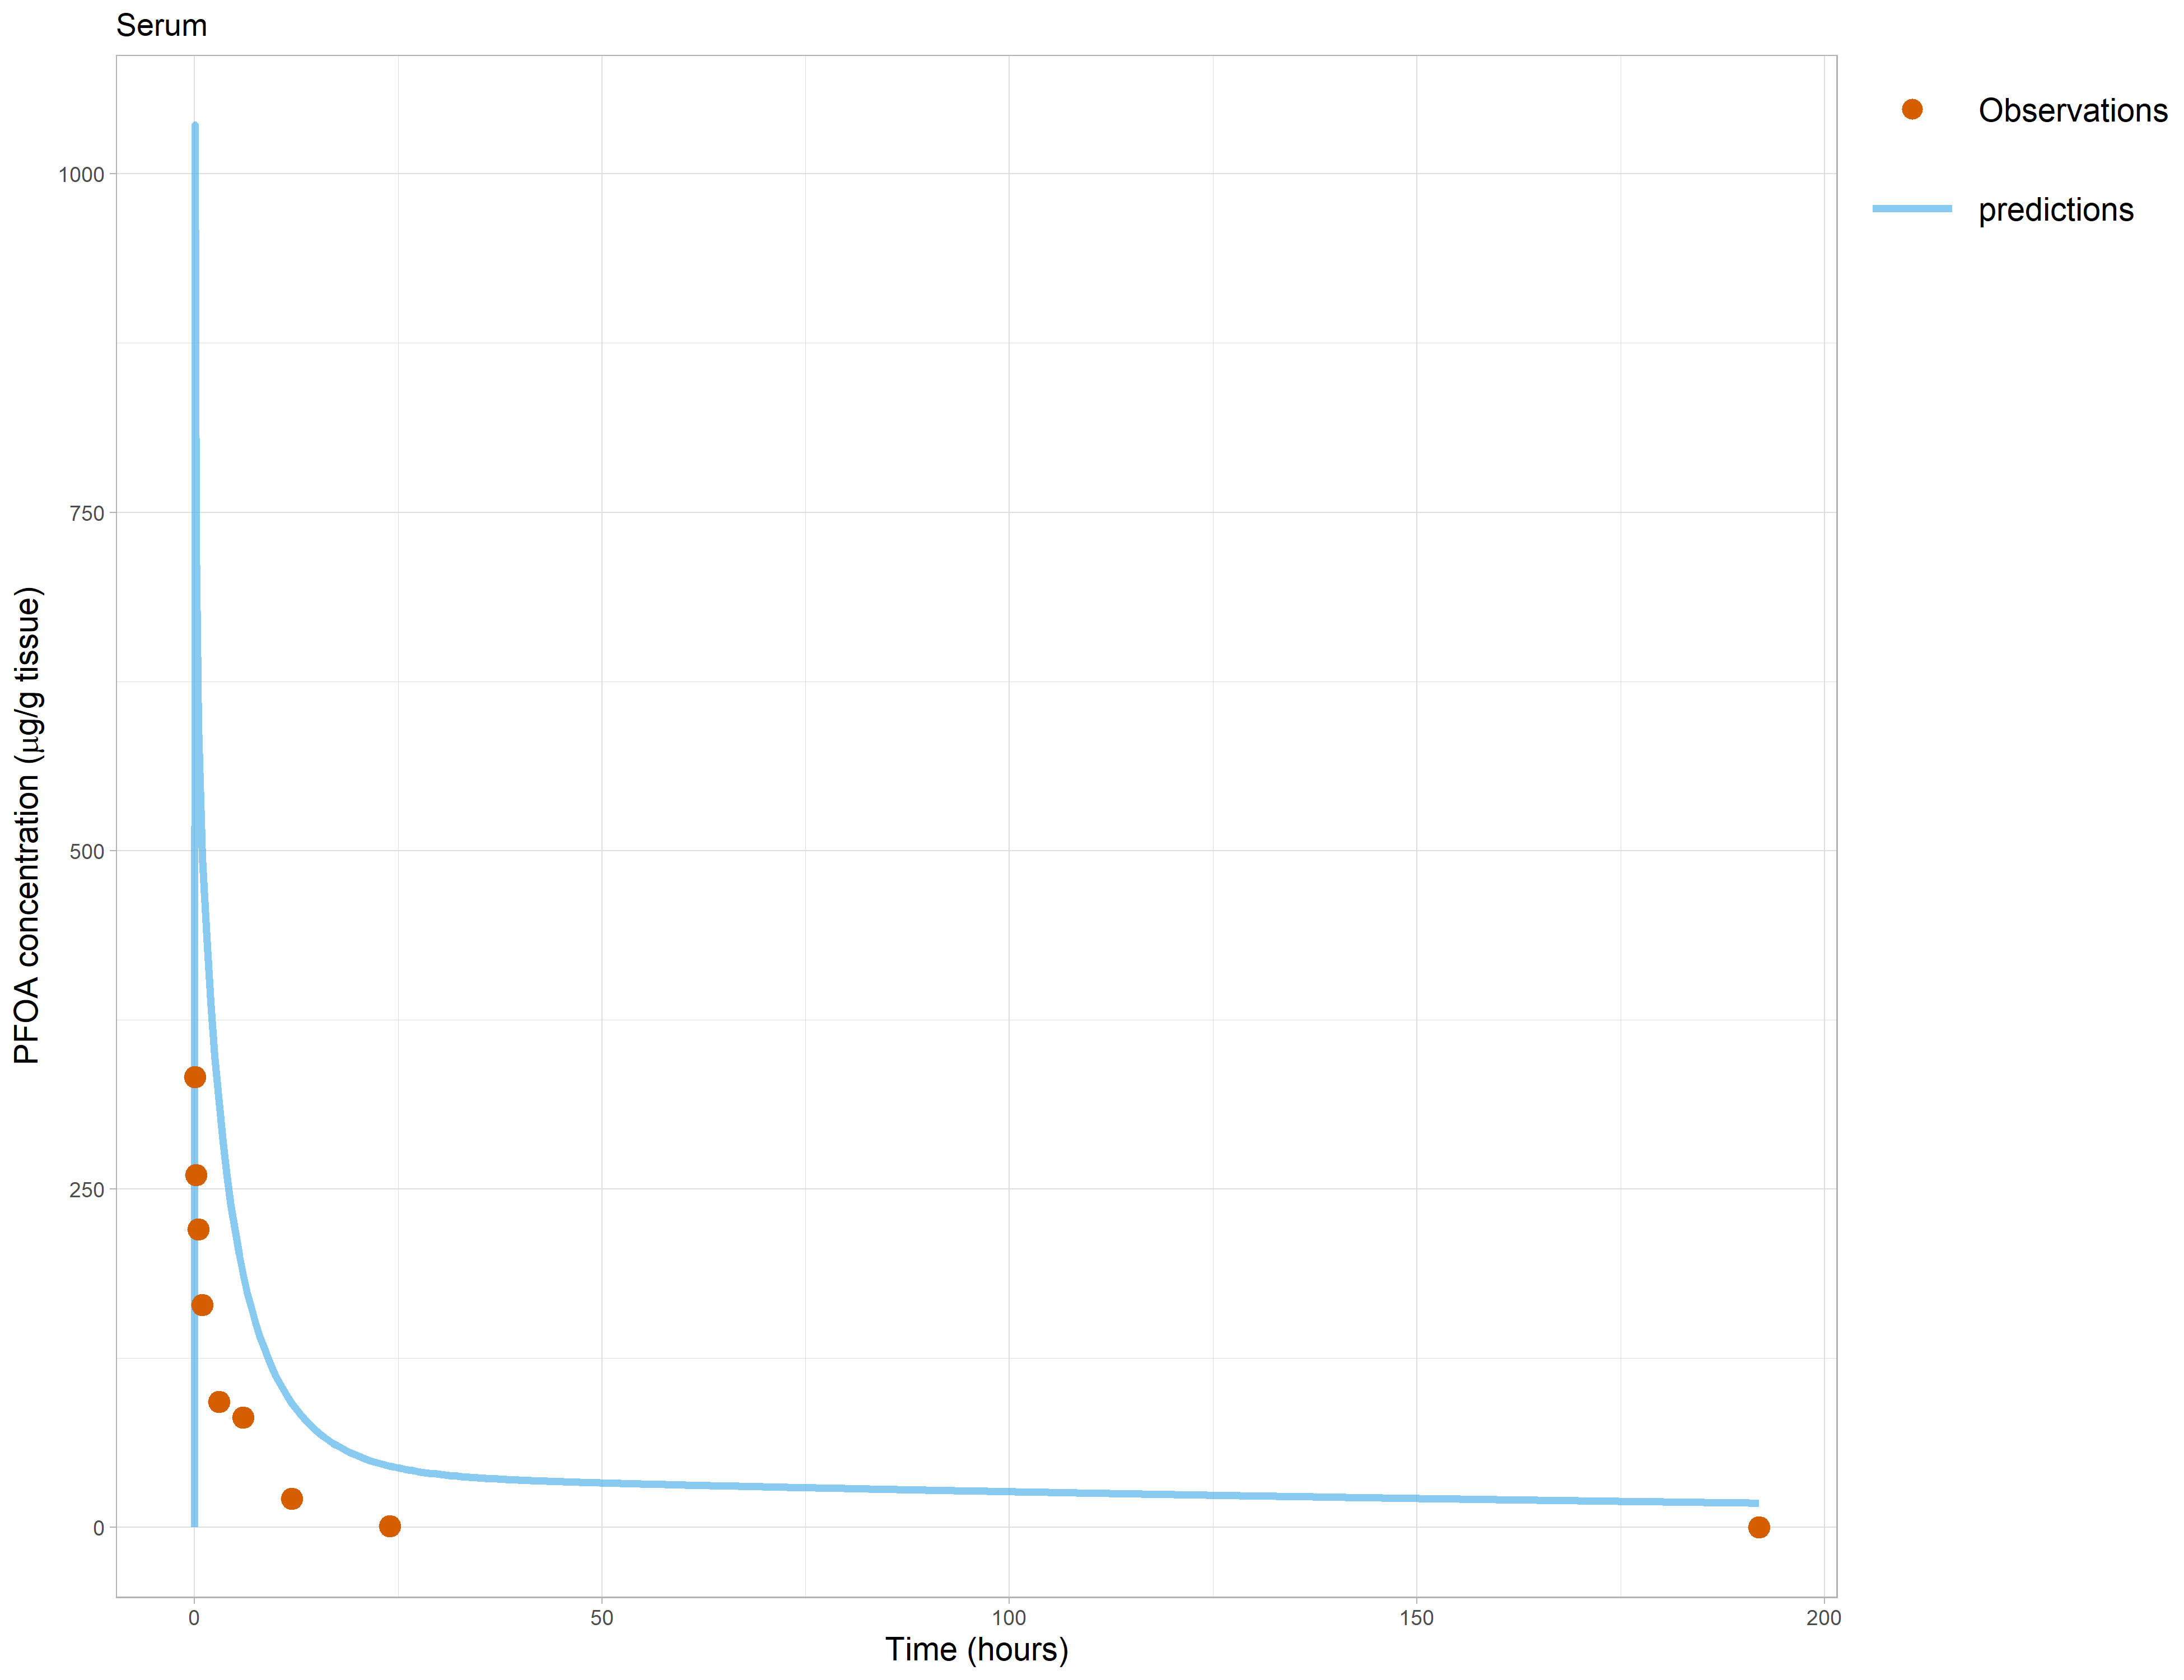 Serum
Observations
predictions
PFOA concentration (μg/g tissue)
1000
750
500
250
0
0
50
100
150
200
Time (hours)